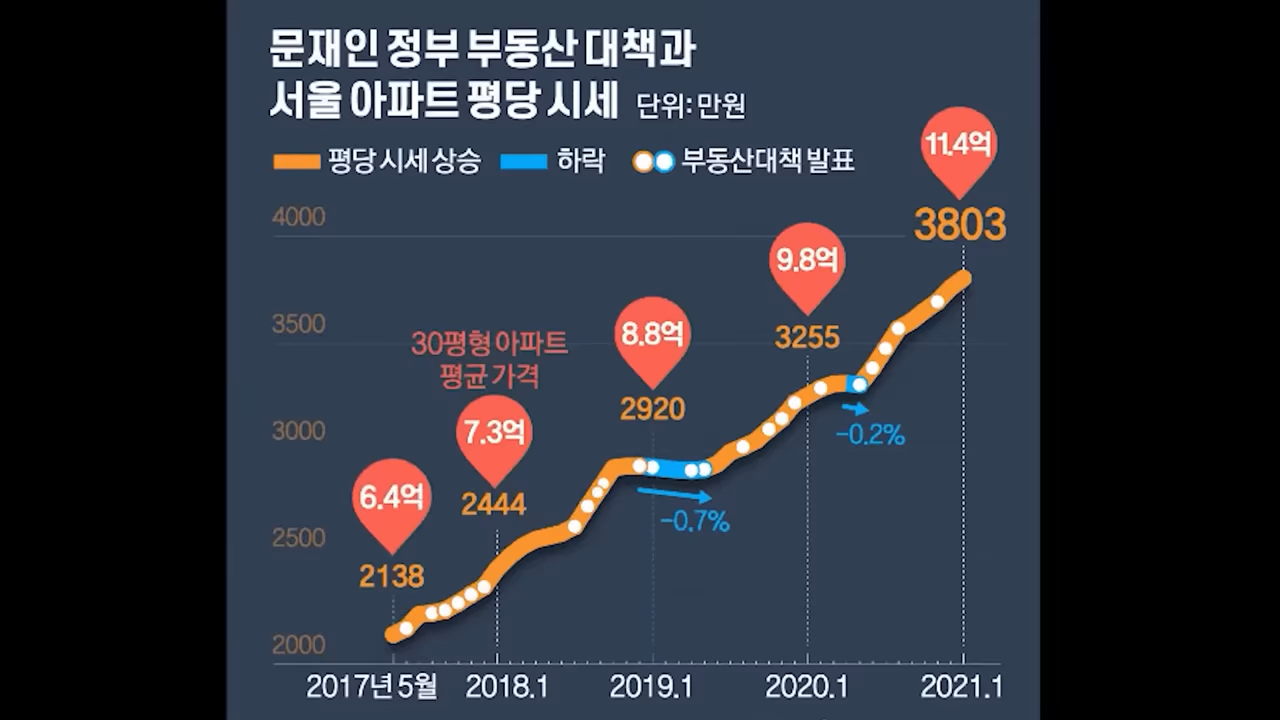 문재인 정부 부동산 대책과
서울 아파트 평당 시세 단위: 만원
평당 시세 상승 하락 부동산대책 발표
11.4억
3803
4000
9.8억
3255
3500
8.8억
2920
30평형 아파트
평균 가격
7.3억
2444
3000
-0.2%
6.4억
2138
2500
-0.7%
2000
2017년 5월 2018.1 2019.1 2020.1 2021.1